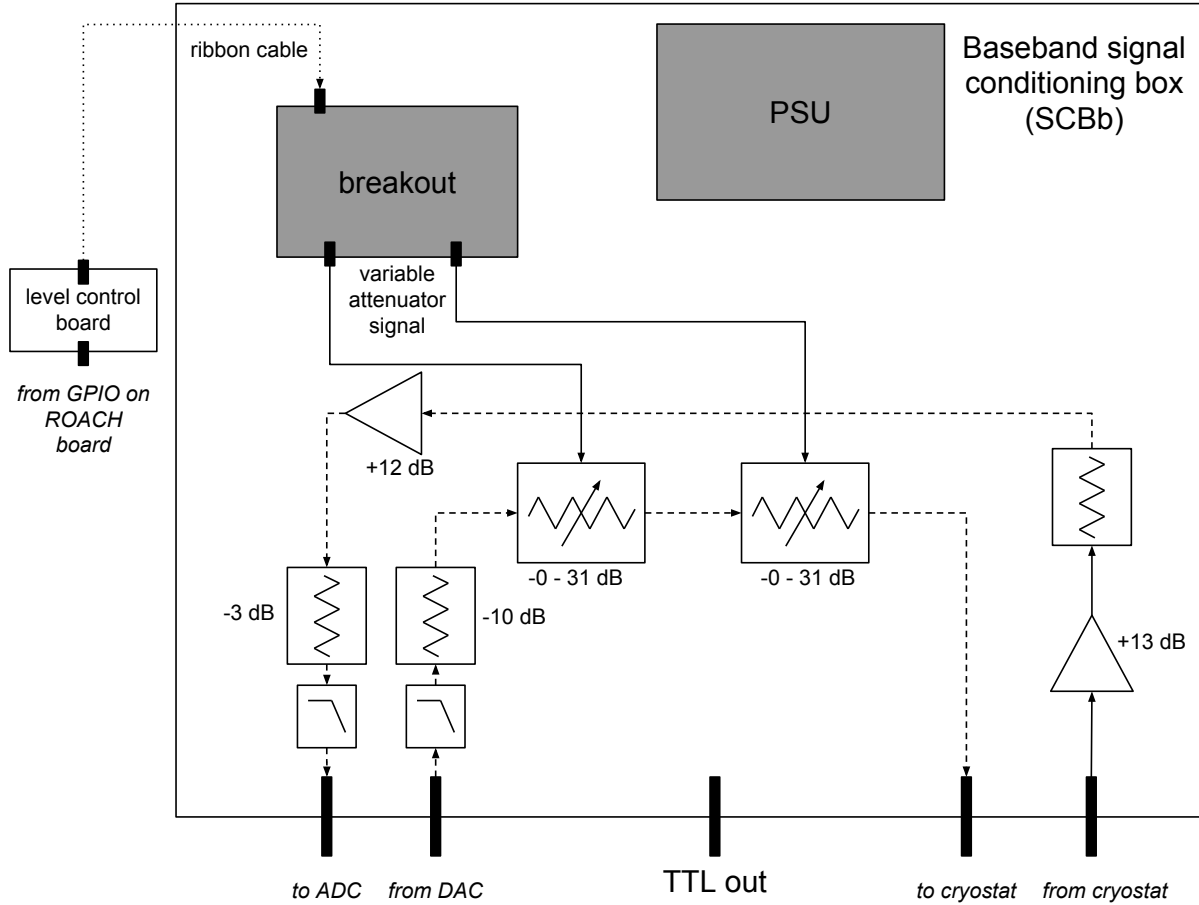 ribbon cable
Baseband signal
conditioning box
(SCBb)
PSU
breakout
variable
attenuator
signal
level control
board
from GPIO on
ROACH
board
+12 dB
-0 - 31 dB
-0 - 31 dB
-3 dB
-10 dB
+13 dB
to ADC
from DAC
TTL out
to cryostat
from cryostat